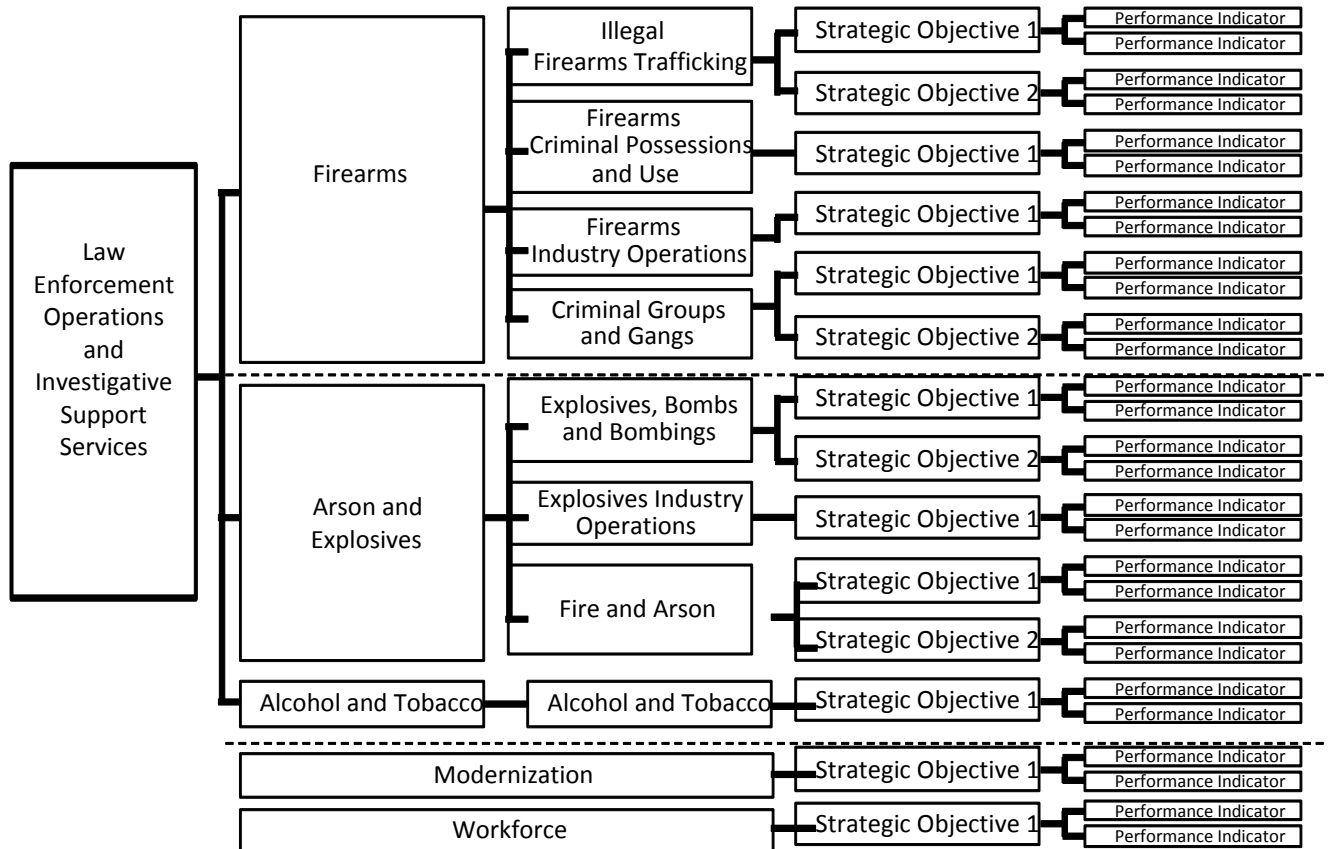 Law
Enforcement
Operations
and
Investigative
Support
Services
Firearms
Illegal
Firearms Trafficking
Strategic Objective 1
Performance Indicator
Performance Indicator
Strategic Objective 2
Performance Indicator
Performance Indicator
Firearms
Criminal Possessions
and Use
Strategic Objective 1
Performance Indicator
Performance Indicator
Firearms
Industry Operations
Strategic Objective 1
Performance Indicator
Performance Indicator
Criminal Groups
and Gangs
Strategic Objective 1
Performance Indicator
Performance Indicator
Strategic Objective 2
Performance Indicator
Performance Indicator
Arson and
Explosives
Explosives, Bombs
and Bombings
Strategic Objective 1
Performance Indicator
Performance Indicator
Strategic Objective 2
Performance Indicator
Performance Indicator
Explosives Industry
Operations
Strategic Objective 1
Performance Indicator
Performance Indicator
Fire and Arson
Strategic Objective 1
Performance Indicator
Performance Indicator
Strategic Objective 2
Performance Indicator
Performance Indicator
Alcohol and Tobacco
Alcohol and Tobacco
Strategic Objective 1
Performance Indicator
Performance Indicator
Modernization
Strategic Objective 1
Performance Indicator
Performance Indicator
Workforce
Strategic Objective 1
Performance Indicator
Performance Indicator